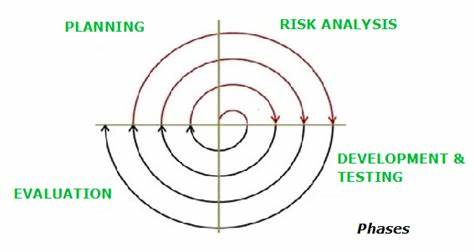 PLANNING
RISK ANALYSIS
EVALUATION
DEVELOPMENT &
TESTING
Phases